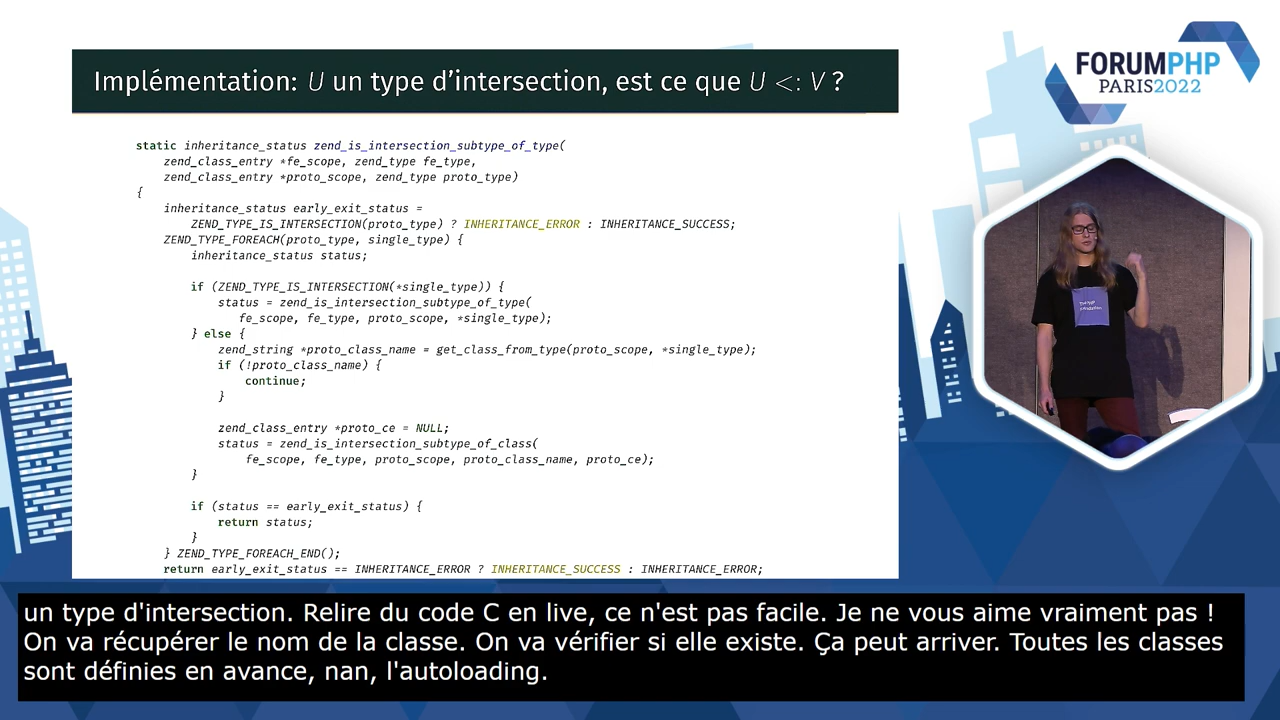 Implémentation: U un type d'intersection, est ce que U <: V ?
FORUMPHP
PARIS2022
static inheritance_status zend_is_intersection_subtype_of_type(
zend_class_entry *fe_scope, zend_type fe_type,
zend_class_entry *proto_scope, zend_type proto_type)
{
inheritance_status early_exit_status =
ZEND_TYPE_IS_INTERSECTION(proto_type) ? INHERITANCE_ERROR : INHERITANCE_SUCCESS;
ZEND_TYPE_FOREACH(proto_type, single_type) {
inheritance_status status;
if (ZEND_TYPE_IS_INTERSECTION(*single_type)) {
status = zend_is_intersection_subtype_of_type(
fe_scope, fe_type, proto_scope, *single_type);
} else {
zend_string *proto_class_name = get_class_from_type(proto_scope, *single_type);
if (!proto_class_name) {
continue;
}
zend_class_entry *proto_ce = NULL;
status = zend_is_intersection_subtype_of_class(
fe_scope, fe_type, proto_scope, proto_class_name, proto_ce);
}
if (status == early_exit_status) {
return status;
}
} ZEND_TYPE_FOREACH_END();
return early_exit_status == INHERITANCE_ERROR ? INHERITANCE_SUCCESS : INHERITANCE_ERROR;
un type d'intersection. Relire du code C en live, ce n'est pas facile. Je ne vous aime vraiment pas !
On va récupérer le nom de la classe. On va vérifier si elle existe. Ça peut arriver. Toutes les classes
sont définies en avance, nan, l'autoloading.